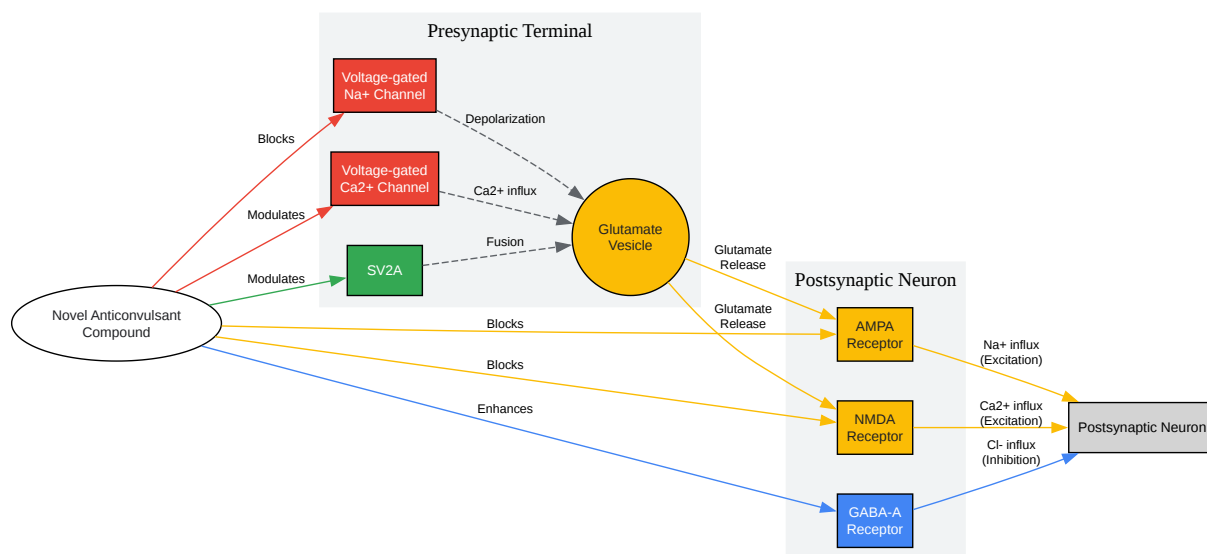 Presynaptic Terminal
Voltage-gated
Na+ Channel
Depolarization
Blocks
Voltage-gated
Ca2+ Channel
Ca2+ influx
Modulates
Glutamate
Vesicle
Fusion
SV2A
Modulates
Glutamate
Release
Postsynaptic Neuron
Novel Anticonvulsant
Compound
Glutamate
Release
Blocks
AMPA
Receptor
Na+ influx
(Excitation)
Blocks
Enhances
NMDA
Receptor
Ca2+ influx
(Excitation)
Postsynaptic Neuron
Cl- influx
(Inhibition)
GABA-A
Receptor